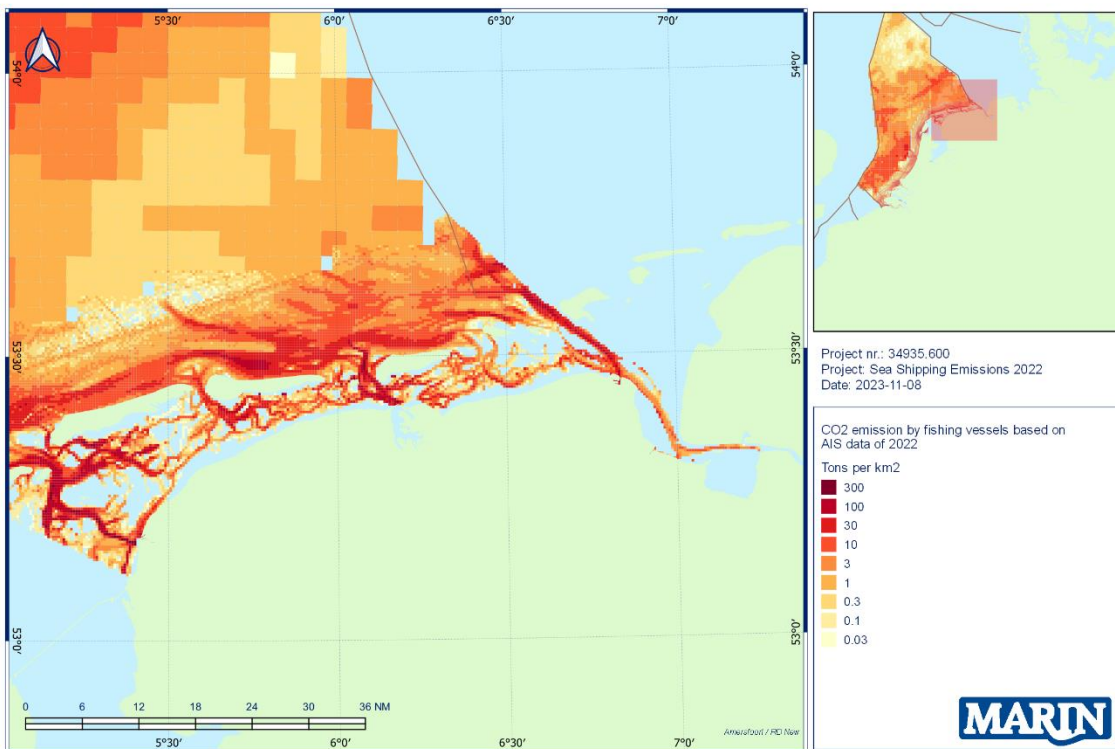 5°30'
6°0'
6°30'
7°0'
54°0'
54°0'
53°30'
53°30'
53°0'
53°0'
0 6 12 18 24 30 36 NM
Amersfoort / RD New
5°30'
6°0'
6°30'
7°0'
Project nr.: 34935.600
Project: Sea Shipping Emissions 2022
Date: 2023-11-08
CO2 emission by fishing vessels based on
AIS data of 2022
Tons per km2
300
100
30
10
3
1
0.3
0.1
0.03
MARIN